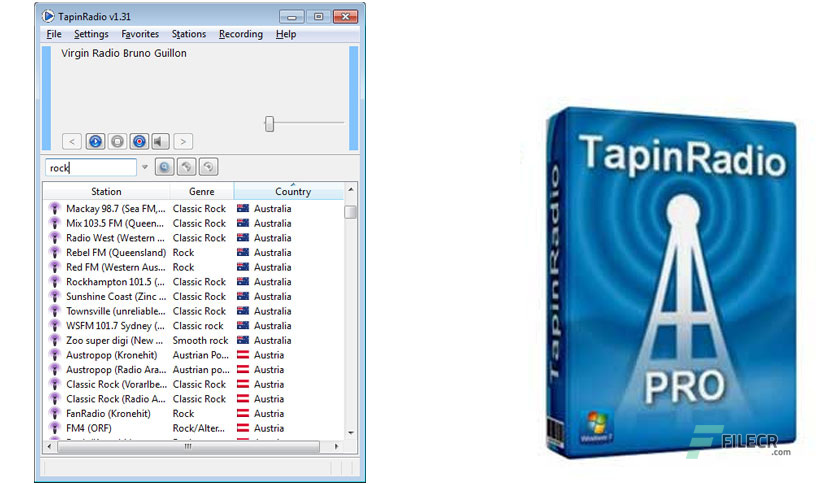 TapinRadio v1.31
File Settings Favorites Stations Recording Help
Virgin Radio Bruno Guillon
rock
Station Genre Country
Mackay 98.7 (Sea FM,... Classic Rock Australia
Mix 103.5 FM (Queen... Classic Rock Australia
Radio West (Western ... Classic Rock Australia
Rebel FM (Queensland) Rock Australia
Red FM (Western Aus... Rock Australia
Rockhampton 101.5 (... Classic Rock Australia
Sunshine Coast (Zinc ... Classic Rock Australia
Townsville (unreliable... Classic Rock Australia
WSFM 101.7 Sydney (... Classic rock Australia
Zoo super digi (New ... Smooth rock Australia
Austropop (Kronehit) Austrian Po... Austria
Austropop (Radio Ara... Austrian po... Austria
Classic Rock (Vorarlbe... Classic Rock Austria
Classic Rock (Radio A... Classic Rock Austria
FanRadio (Kronehit) Rock Austria
FM4 (ORF) Rock/Alter... Austria
TapinRadio
TapinRadio
PRO
Windows 7
FILECR
.com